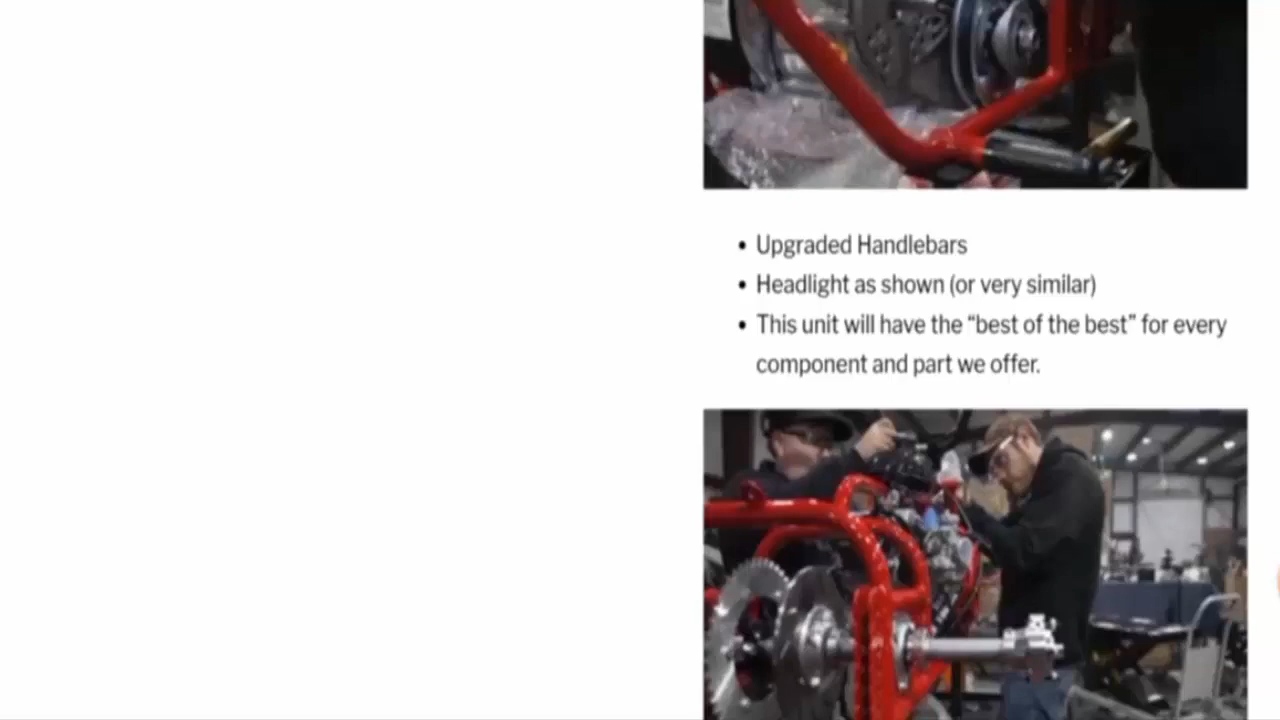 • Upgraded Handlebars
• Headlight as shown (or very similar)
• This unit will have the “best of the best” for every
component and part we offer.